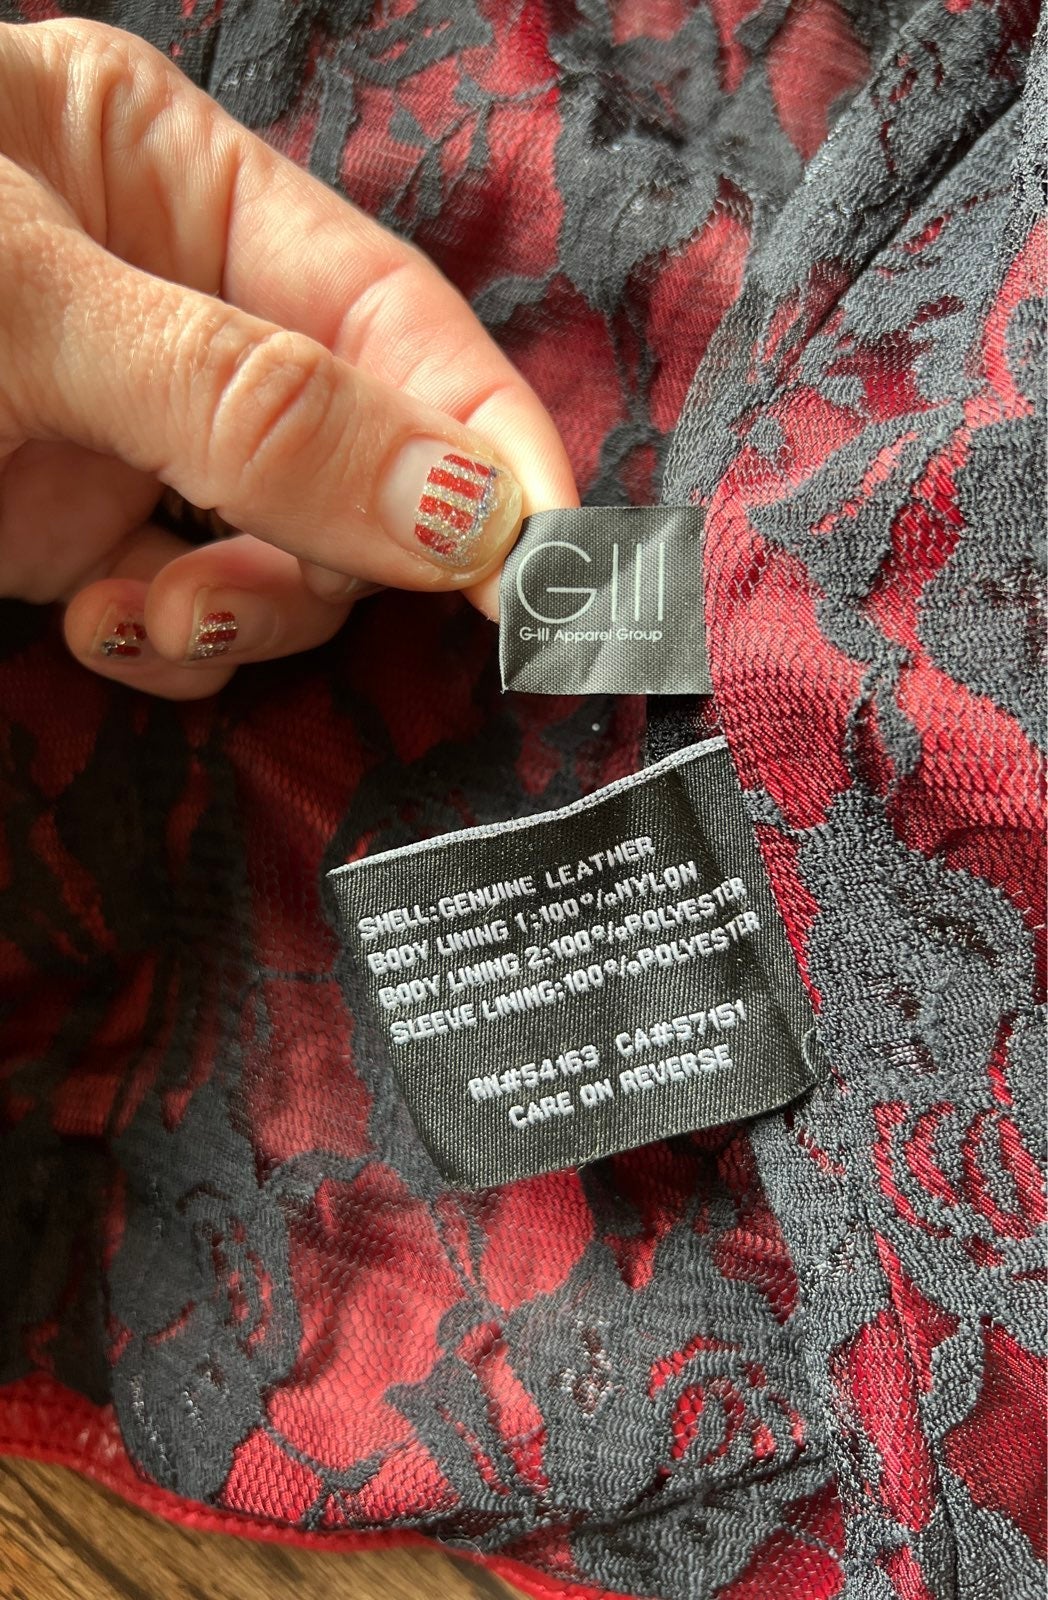 GIII
G-III Apparel Group
SHELL:GENUINE LEATHER
BODY LINING 1:100%NYLON
BODY LINING 2:100%POLYESTER
SLEEVE LINING:100%POLYESTER
RN#54163 CA#57151
CARE ON REVERSE